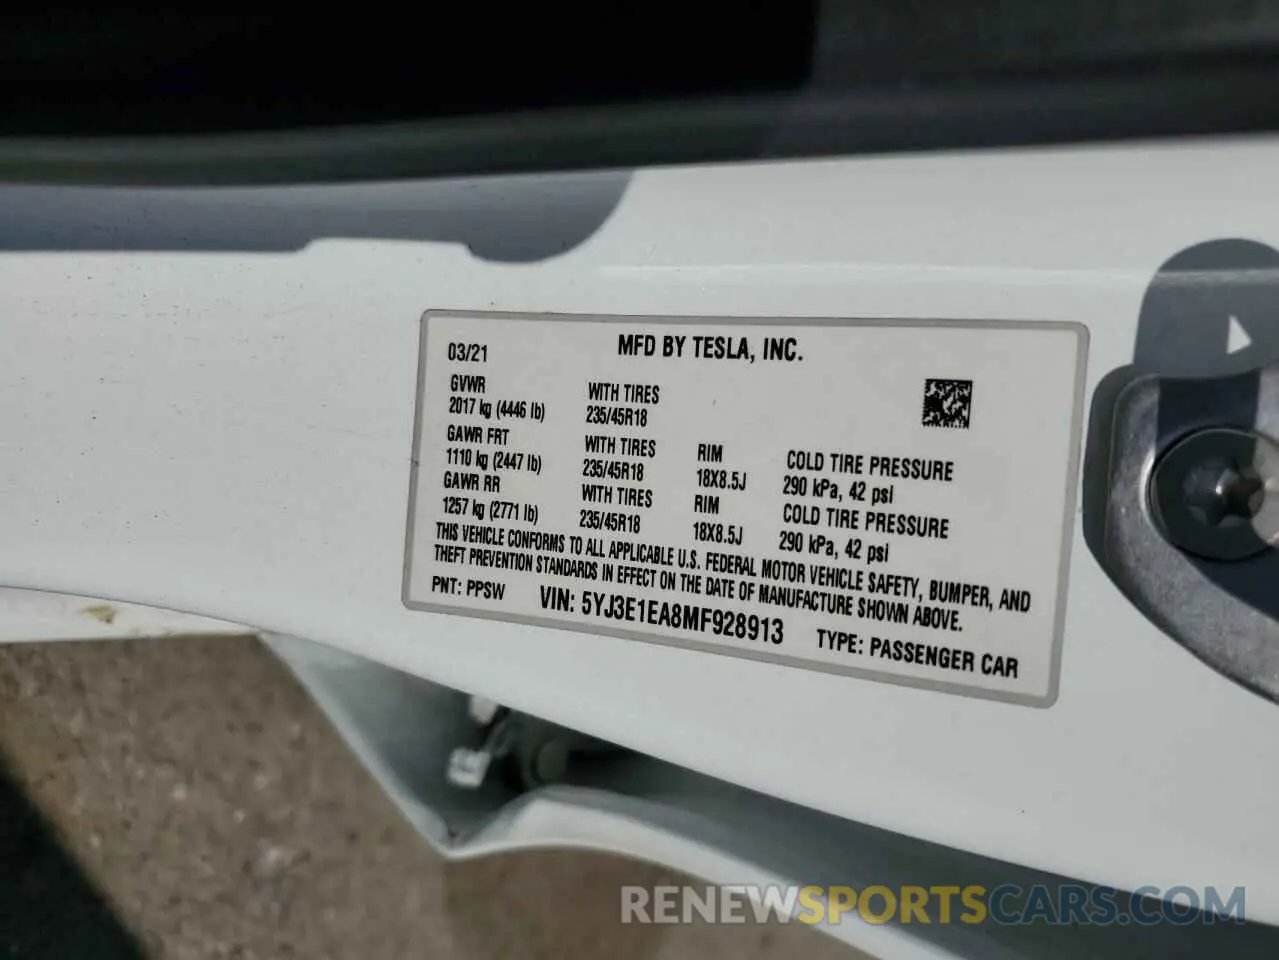 03/21 MFD BY TESLA, INC.
GVWR WITH TIRES
2017 kg (4446 lb) 235/45R18
GAWR FRT WITH TIRES RIM COLD TIRE PRESSURE
1110 kg (2447 lb) 235/45R18 18X8.5J 290 kPa, 42 psi
GAWR RR WITH TIRES RIM COLD TIRE PRESSURE
1257 kg (2771 lb) 235/45R18 18X8.5J 290 kPa, 42 psi
THIS VEHICLE CONFORMS TO ALL APPLICABLE U.S. FEDERAL MOTOR VEHICLE SAFETY, BUMPER, AND
THEFT PREVENTION STANDARDS IN EFFECT ON THE DATE OF MANUFACTURE SHOWN ABOVE.
PNT: PPSW VIN: 5YJ3E1EA8MF928913 TYPE: PASSENGER CAR
RENEWSPORTSCARS.COM